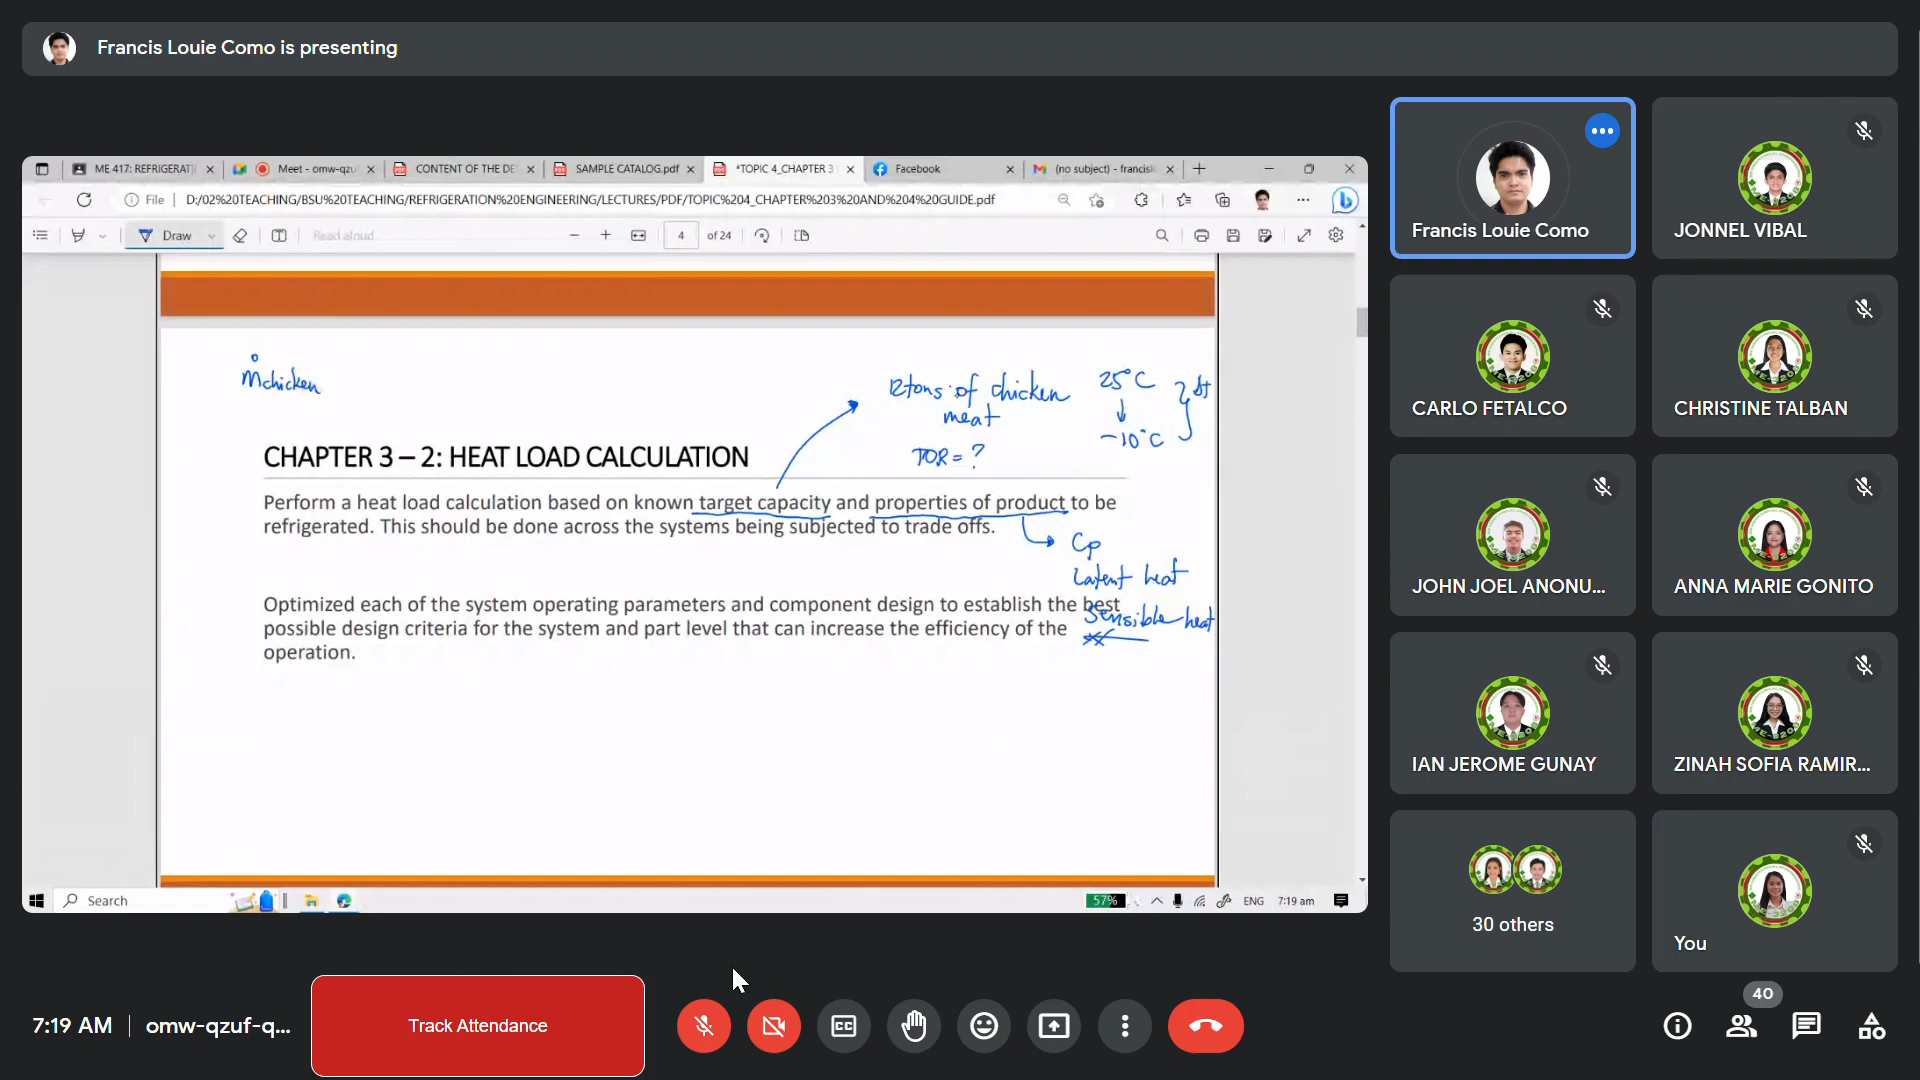 Francis Louie Como is presenting
ME 417: REFRIGERATI
Meet - omw-qzu
CONTENT OF THE DE
SAMPLE CATALOG.pdf
*TOPIC 4_CHAPTER 3
Facebook
(no subject) - francisk
File
D:/02%20TEACHING/BSU%20TEACHING/REFRIGERATION%20ENGINEERING/LECTURES/PDF/TOPIC%204_CHAPTER%203%20AND%204%20GUIDE.pdf
Draw
Read aloud
4
of 24
ṁchicken
12tons of chicken
meat
TOR = ?
25°C
-10°C
Δt
CHAPTER 3 – 2: HEAT LOAD CALCULATION
Perform a heat load calculation based on known target capacity and properties of product to be
refrigerated. This should be done across the systems being subjected to trade offs.
Cp
Latent heat
Sensible heat
Optimized each of the system operating parameters and component design to establish the best
possible design criteria for the system and part level that can increase the efficiency of the
operation.
Search
57%
ENG
7:19 am
Francis Louie Como
JONNEL VIBAL
CARLO FETALCO
CHRISTINE TALBAN
JOHN JOEL ANONU...
ANNA MARIE GONITO
IAN JEROME GUNAY
ZINAH SOFIA RAMIR...
30 others
You
7:19 AM
omw-qzuf-q...
Track Attendance
CC
40